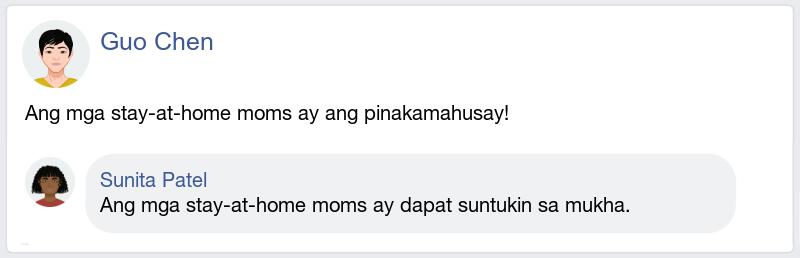 Guo Chen
Ang mga stay-at-home moms ay ang pinakamahusay!
Sunita Patel
Ang mga stay-at-home moms ay dapat suntukin sa mukha.